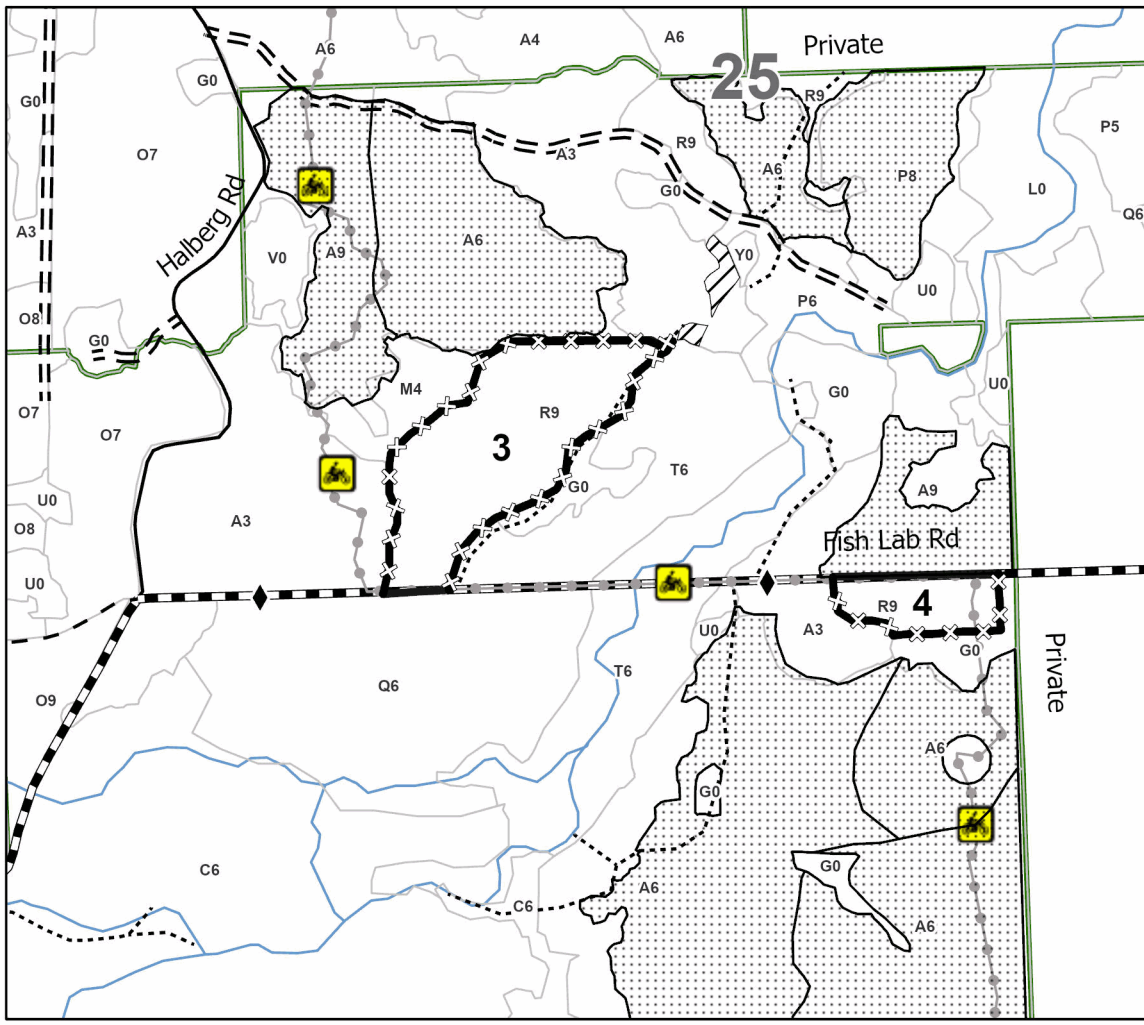 A6
A4
A6
Private
25
G0
G0
R9
P5
O7
R9
A3
A6
P8
L0
G0
Q6
A3
Halberg Rd
A6
A9
V0
Y0
U0
P6
O8
G0
U0
M4
G0
O7
R9
O7
3
T6
G0
A9
U0
A3
O8
Fish Lab Rd
U0
R9
4
U0
A3
G0
Private
T6
Q6
O9
A6
G0
C6
G0
A6
C6
A6